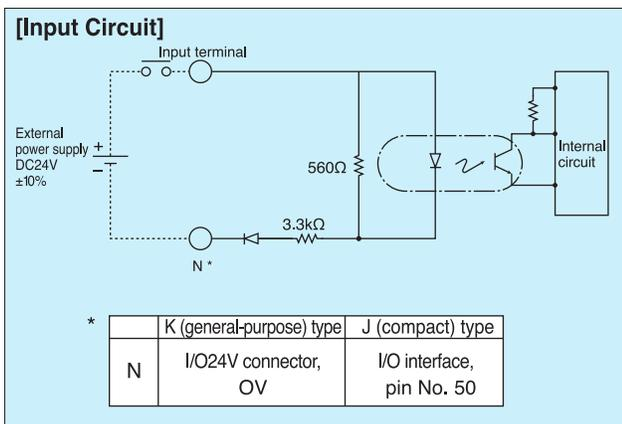 [Input Circuit]
Input terminal
External
power supply
DC24V
±10%
+
−
560Ω
Internal
circuit
3.3kΩ
N *
*
K (general-purpose) type J (compact) type
N
I/O24V connector,
OV
I/O interface,
pin No. 50